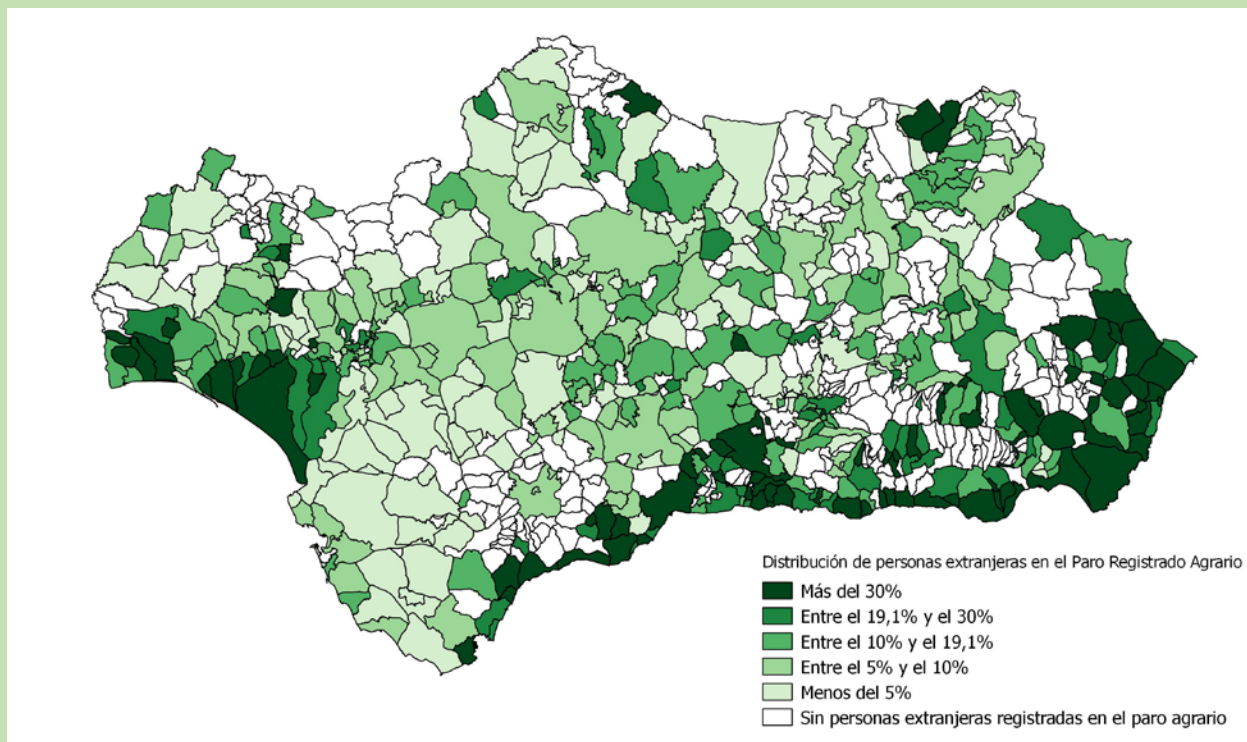 Distribución de personas extranjeras en el Paro Registrado Agrario
Más del 30%
Entre el 19,1% y el 30%
Entre el 10% y el 19,1%
Entre el 5% y el 10%
Menos del 5%
Sin personas extranjeras registradas en el paro agrario